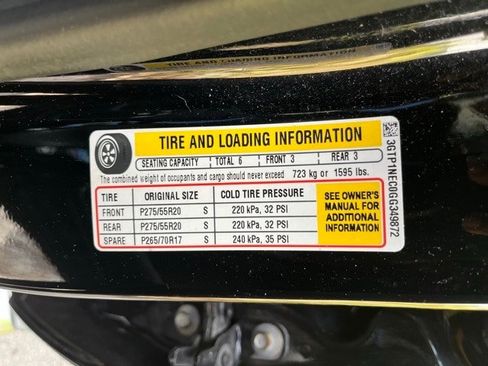 TIRE AND LOADING INFORMATION
SEATING CAPACITY TOTAL 6 FRONT 3 REAR 3
The combined weight of occupants and cargo should never exceed 723 kg or 1595 lbs.
TIRE ORIGINAL SIZE COLD TIRE PRESSURE
FRONT P275/55R20 S 220 kPa, 32 PSI
REAR P275/55R20 S 220 kPa, 32 PSI
SPARE P265/70R17 S 240 kPa, 35 PSI
SEE OWNER'S
MANUAL FOR
ADDITIONAL
INFORMATION
3GTP1NEC0GG349872